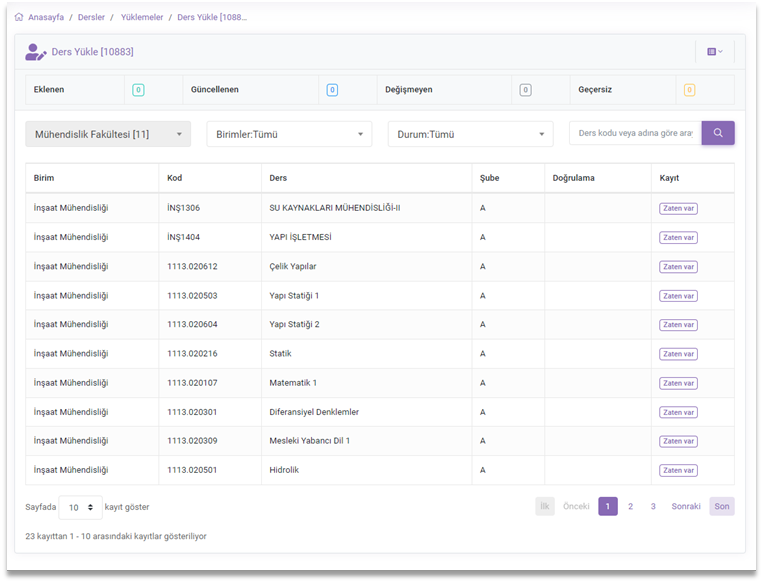 Anasayfa / Dersler / Yüklemeler / Ders Yükle [1088...
Ders Yükle [10883]
Eklenen 0 Güncellenen 0 Değişmeyen 0 Geçersiz 0
Mühendislik Fakültesi [11] Birimler:Tümü Durum:Tümü Ders kodu veya adına göre aray
Birim Kod Ders Şube Doğrulama Kayıt
İnşaat Mühendisliği İNŞ1306 SU KAYNAKLARI MÜHENDİSLİĞİ-II A Zaten var
İnşaat Mühendisliği İNŞ1404 YAPI İŞLETMESİ A Zaten var
İnşaat Mühendisliği 1113.020612 Çelik Yapılar A Zaten var
İnşaat Mühendisliği 1113.020503 Yapı Statiği 1 A Zaten var
İnşaat Mühendisliği 1113.020604 Yapı Statiği 2 A Zaten var
İnşaat Mühendisliği 1113.020216 Statik A Zaten var
İnşaat Mühendisliği 1113.020107 Matematik 1 A Zaten var
İnşaat Mühendisliği 1113.020301 Diferansiyel Denklemler A Zaten var
İnşaat Mühendisliği 1113.020309 Mesleki Yabancı Dil 1 A Zaten var
İnşaat Mühendisliği 1113.020501 Hidrolik A Zaten var
Sayfada 10 kayıt göster İlk Önceki 1 2 3 Sonraki Son
23 kayıttan 1 - 10 arasındaki kayıtlar gösteriliyor